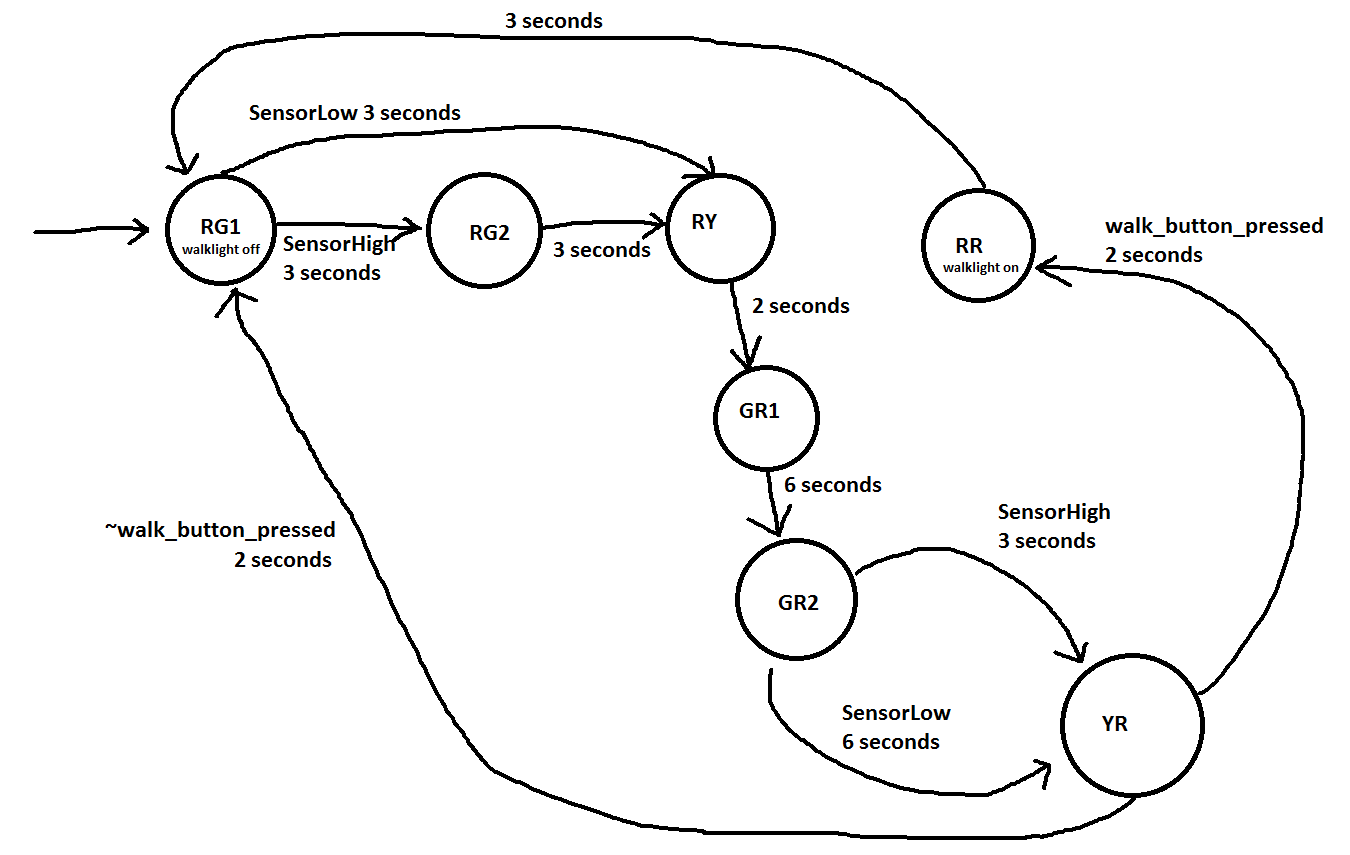 3 seconds
SensorLow 3 seconds
RG1
walklight off
SensorHigh
3 seconds
RG2
3 seconds
RY
RR
walklight on
walk_button_pressed
2 seconds
2 seconds
GR1
6 seconds
~walk_button_pressed
2 seconds
SensorHigh
3 seconds
GR2
SensorLow
6 seconds
YR